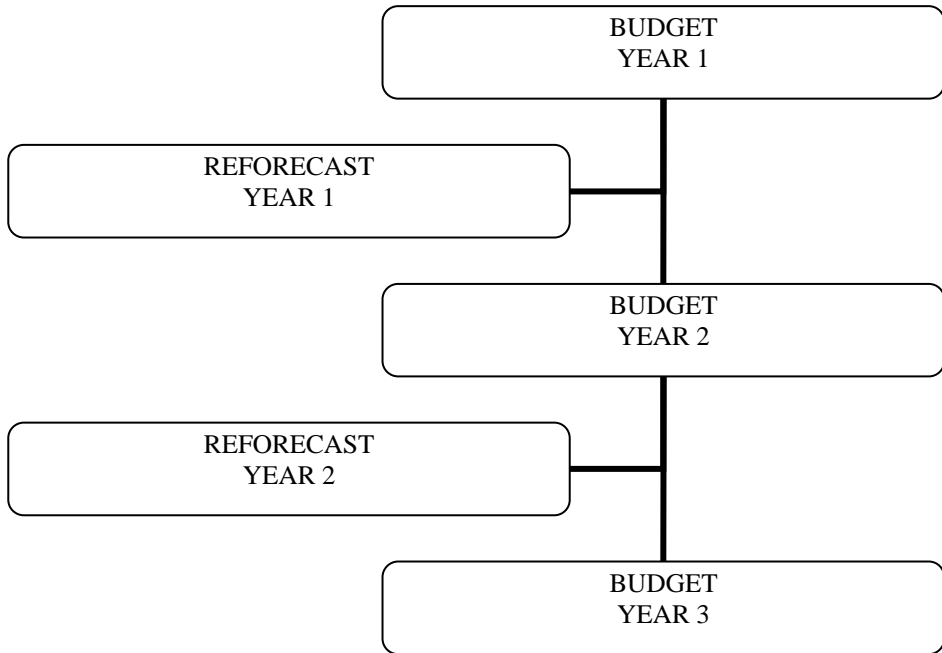 BUDGET
YEAR 1
REFORECAST
YEAR 1
BUDGET
YEAR 2
REFORECAST
YEAR 2
BUDGET
YEAR 3